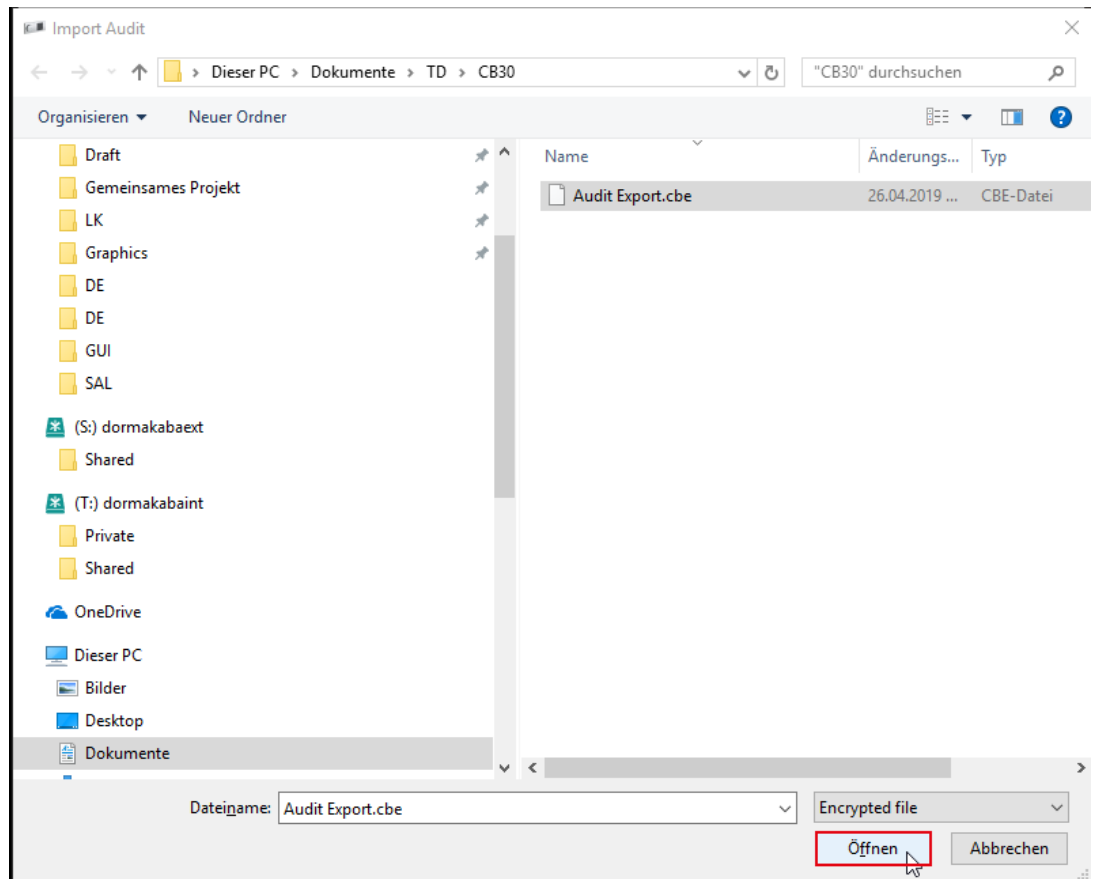 Import Audit
Dieser PC > Dokumente > TD > CB30
"CB30" durchsuchen
Organisieren
Neuer Ordner
?
Draft
Gemeinsames Projekt
LK
Graphics
DE
DE
GUI
SAL
(S:) dormakabaext
Shared
(T:) dormakabaint
Private
Shared
OneDrive
Dieser PC
Bilder
Desktop
Dokumente
Name Änderungs... Typ
Audit Export.cbe 26.04.2019 ... CBE-Datei
Dateiname: Audit Export.cbe Encrypted file
Öffnen Abbrechen